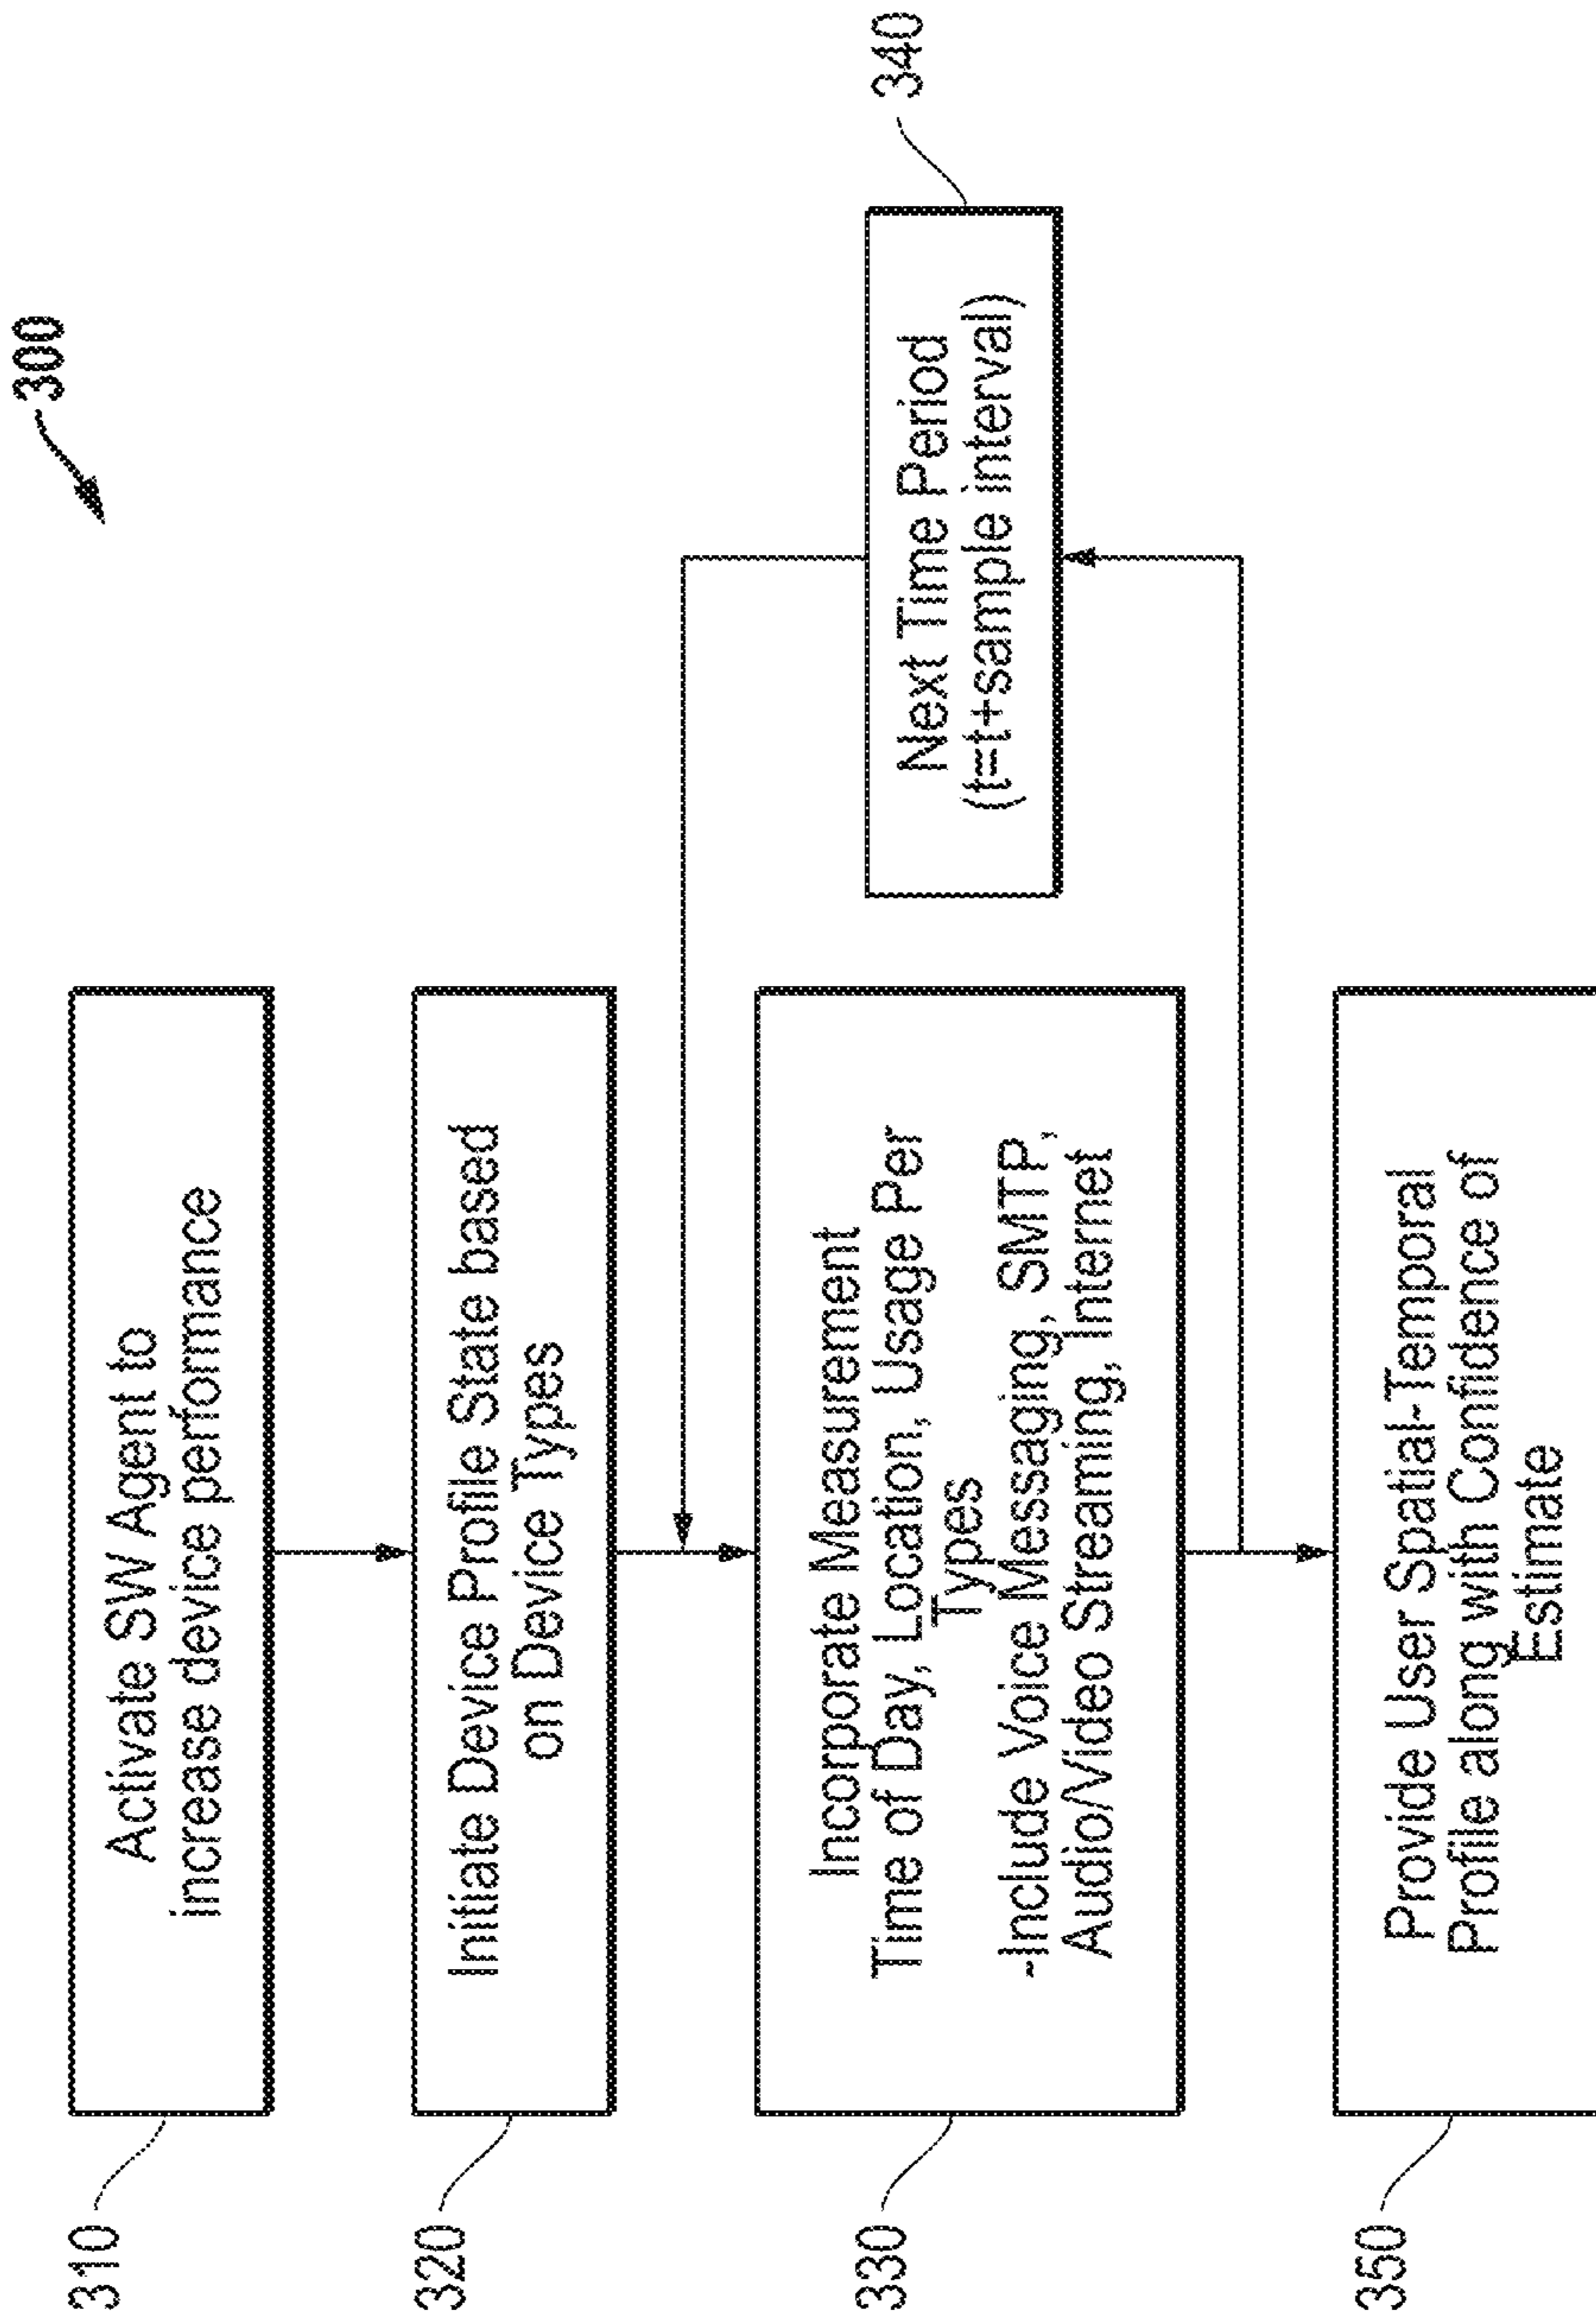 300
310
Activate SW Agent to
increase device performance
320
Initiate Device Profile State based
on Device Types
330
Incorporate Measurement
Time of Day, Location, Usage Per
Types
-Include Voice Messaging, SMTP,
Audio/Video Streaming, Internet
340
Next Time Period
(t=t+sample interval)
350
Provide User Spatial-Temporal
Profile along with Confidence of
Estimate